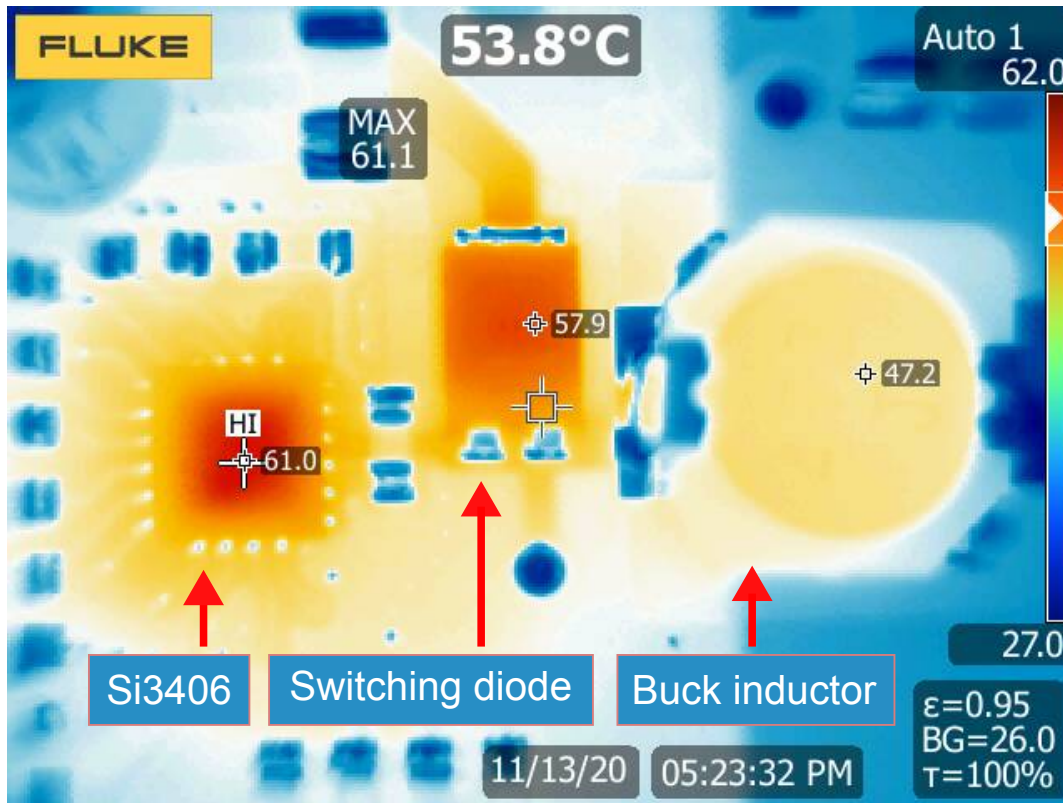 FLUKE
53.8°C
Auto 1
62.0
MAX
61.1
57.9
47.2
HI
61.0
27.0
Si3406
Switching diode
Buck inductor
ε=0.95
BG=26.0
τ=100%
11/13/20
05:23:32 PM